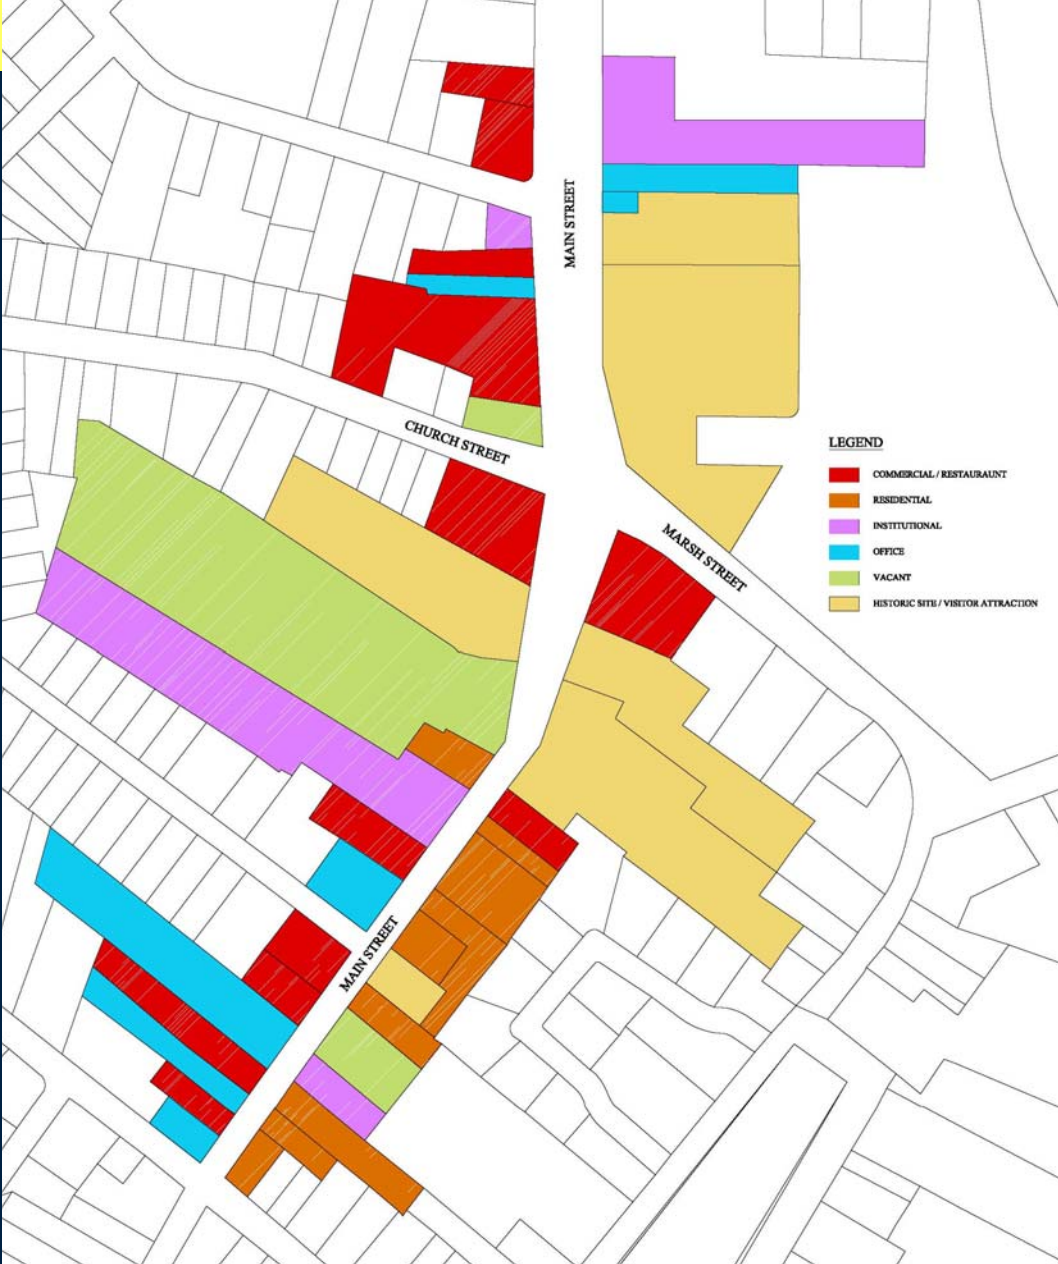 MAIN STREET
CHURCH STREET
MARSH STREET
LEGEND
COMMERCIAL / RESTAURAUNT
RESIDENTIAL
INSTITUTIONAL
OFFICE
VACANT
HISTORIC SITE / VISITOR ATTRACTION
MAIN STREET